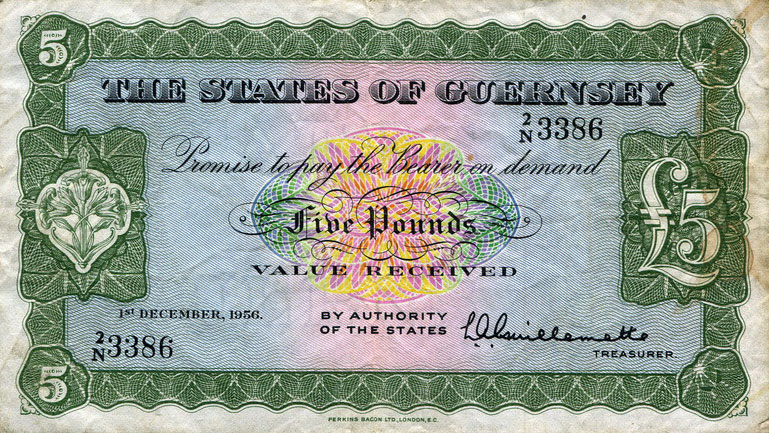 5
THE STATES OF GUERNSEY
2/N 3386
Promise to pay the Bearer on demand
Five Pounds
£5
VALUE RECEIVED
1ST DECEMBER, 1956.
BY AUTHORITY
OF THE STATES
2/N 3386
TREASURER.
5
PERKINS BACON LTD., LONDON, E.C.